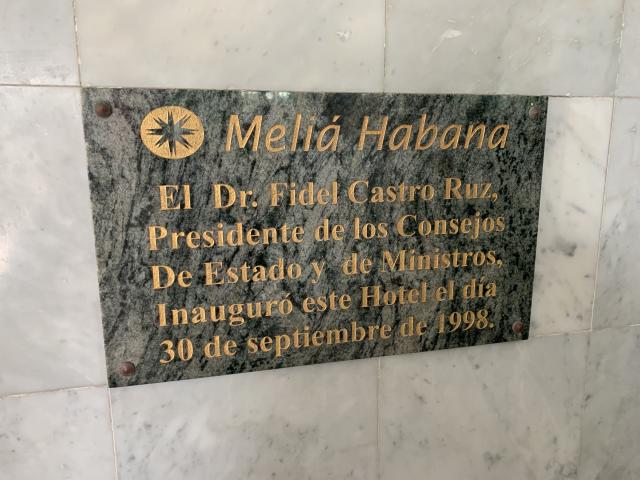 Meliá Habana
El Dr. Fidel Castro Ruz,
Presidente de los Consejos
De Estado y de Ministros,
Inauguró este Hotel el día
30 de septiembre de 1998.